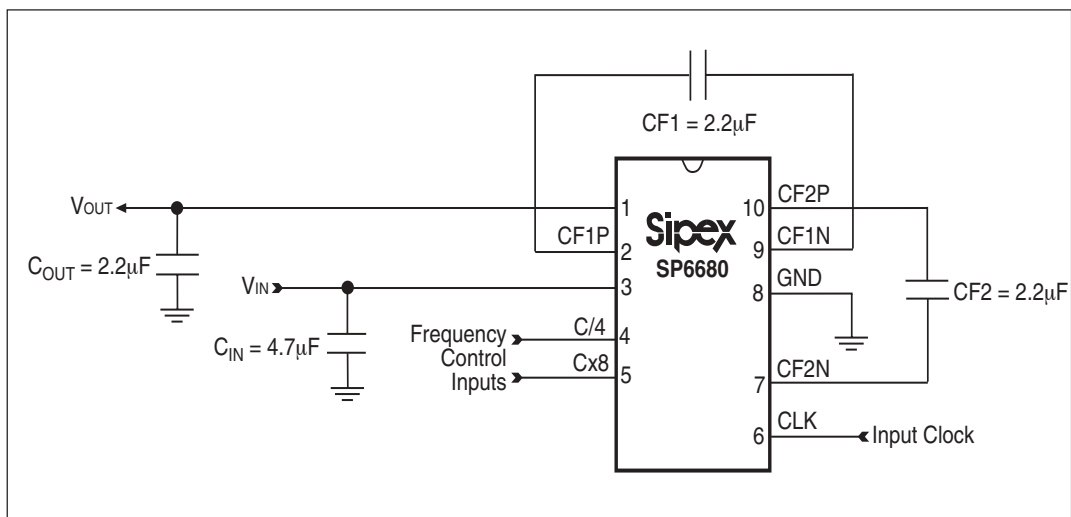 CF1 = 2.2µF
VOUT
1
Sipex
SP6680
10
CF2P
CF1P
2
9
CF1N
COUT = 2.2µF
VIN
3
8
GND
CF2 = 2.2µF
CIN = 4.7µF
Frequency
Control
Inputs
C/4
4
Cx8
5
7
CF2N
6
CLK
Input Clock